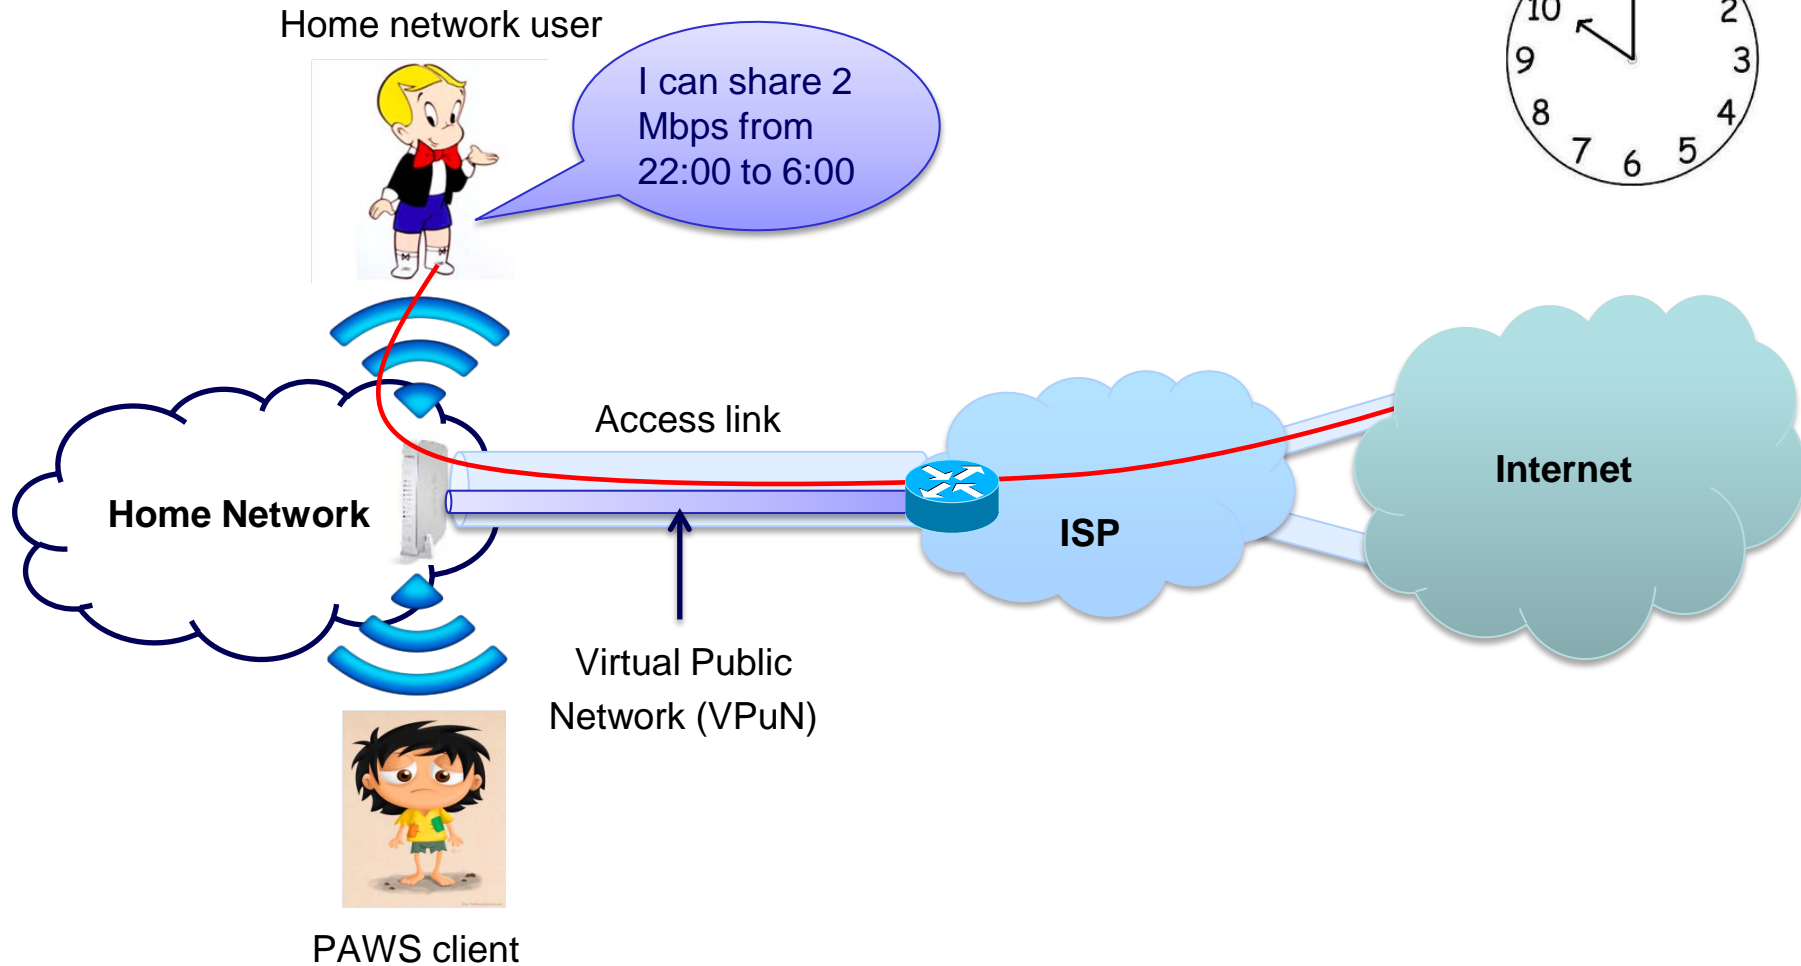 Home network user
I can share 2
Mbps from
22:00 to 6:00
10
2
9
3
8
4
7
6
5
Access link
Home Network
ISP
Internet
Virtual Public
Network (VPuN)
PAWS client